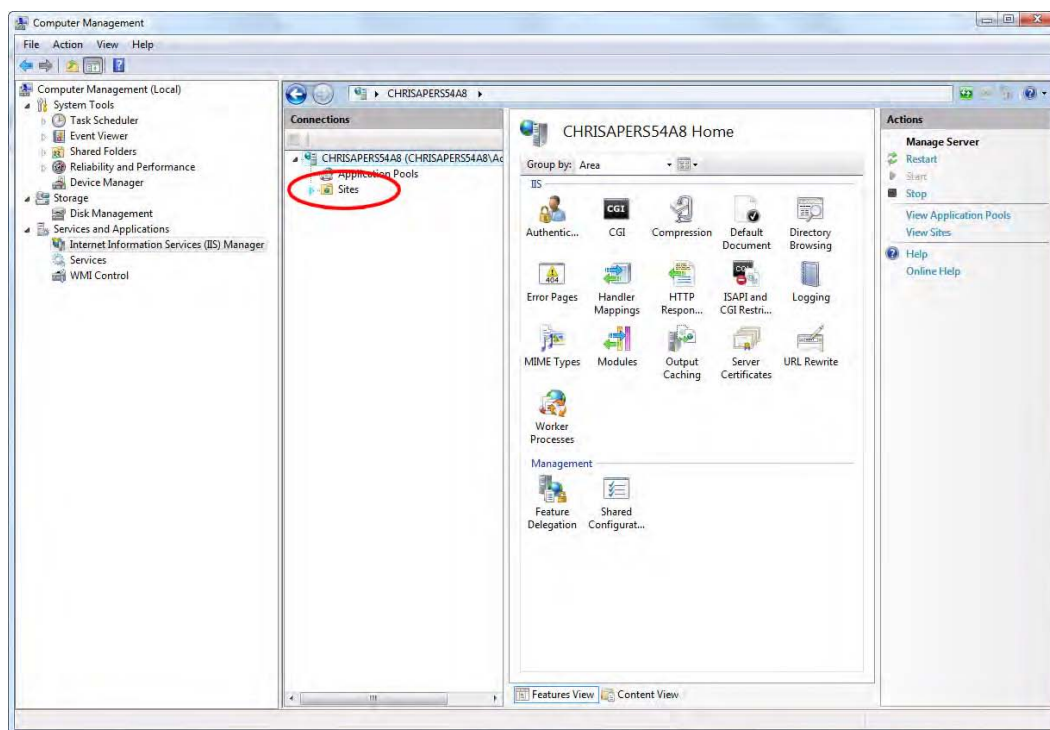 Computer Management
File Action View Help
Computer Management (Local)
System Tools
Task Scheduler
Event Viewer
Shared Folders
Reliability and Performance
Device Manager
Storage
Disk Management
Services and Applications
Internet Information Services (IIS) Manager
Services
WMI Control
CHRISAPERS54A8
Connections
CHRISAPERS54A8 (CHRISAPERS54A8\Ac
Application Pools
Sites
CHRISAPERS54A8 Home
Group by: Area
IIS
Authentic... CGI Compression Default Document Directory Browsing
404
Error Pages Handler Mappings HTTP Respon... ISAPI and CGI Restri... Logging
MIME Types Modules Output Caching Server Certificates URL Rewrite
Worker Processes
Management
Feature Delegation Shared Configurat...
Features View Content View
Actions
Manage Server
Restart
Start
Stop
View Application Pools
View Sites
Help
Online Help